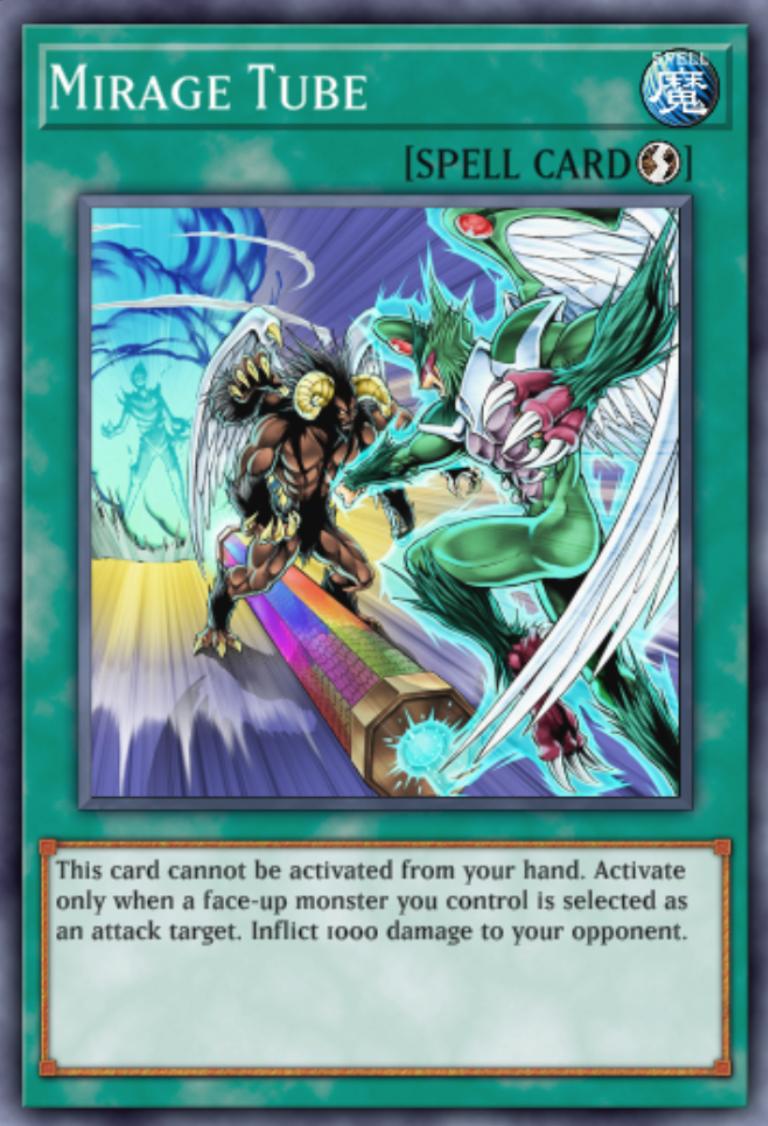 Mirage Tube
SPELL
魔
[SPELL CARD]
This card cannot be activated from your hand. Activate
only when a face-up monster you control is selected as
an attack target. Inflict 1000 damage to your opponent.